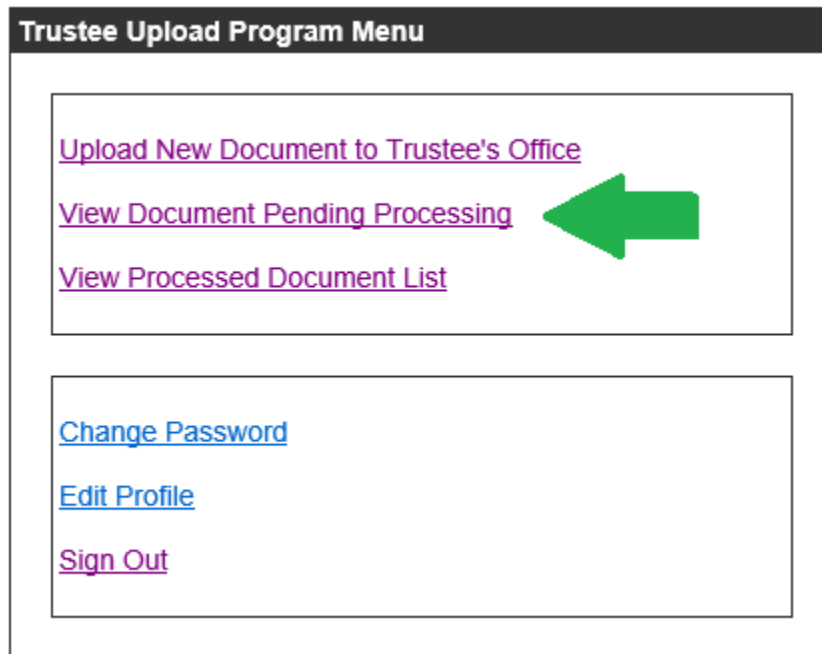 Trustee Upload Program Menu
Upload New Document to Trustee's Office
View Document Pending Processing
View Processed Document List
Change Password
Edit Profile
Sign Out